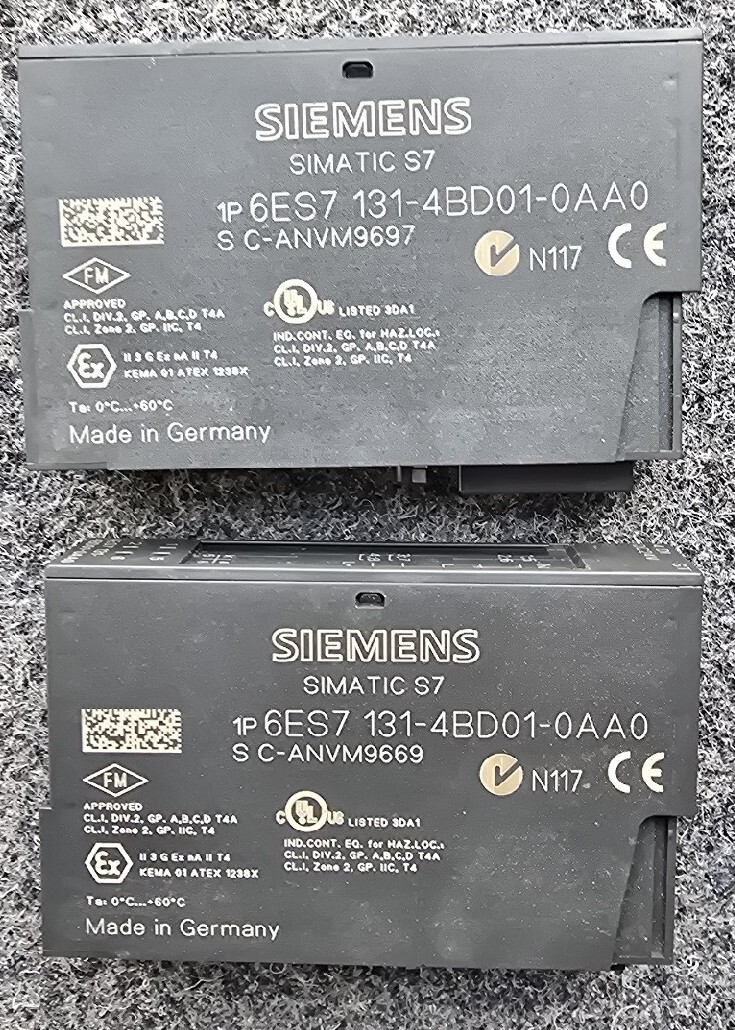 SIEMENS
SIMATIC S7
1P 6ES7 131-4BD01-0AA0
S C-ANVM9697
N117 CE
FM
APPROVED
CL.I, DIV.2, GP. A,B,C,D T4A
CL.I, Zone 2, GP. IIC, T4
C UL US LISTED 3DA1
IND.CONT. EQ. for HAZ.LOC.:
CL.I, DIV.2, GP. A,B,C,D T4A
CL.I, Zone 2, GP. IIC, T4
Ex II 3 G Ex nA II T4
KEMA 01 ATEX 1238X
Ta: 0°C...+60°C
Made in Germany
SIEMENS
SIMATIC S7
1P 6ES7 131-4BD01-0AA0
S C-ANVM9669
N117 CE
FM
APPROVED
CL.I, DIV.2, GP. A,B,C,D T4A
CL.I, Zone 2, GP. IIC, T4
C UL US LISTED 3DA1
IND.CONT. EQ. for HAZ.LOC.:
CL.I, DIV.2, GP. A,B,C,D T4A
CL.I, Zone 2, GP. IIC, T4
Ex II 3 G Ex nA II T4
KEMA 01 ATEX 1238X
Ta: 0°C...+60°C
Made in Germany